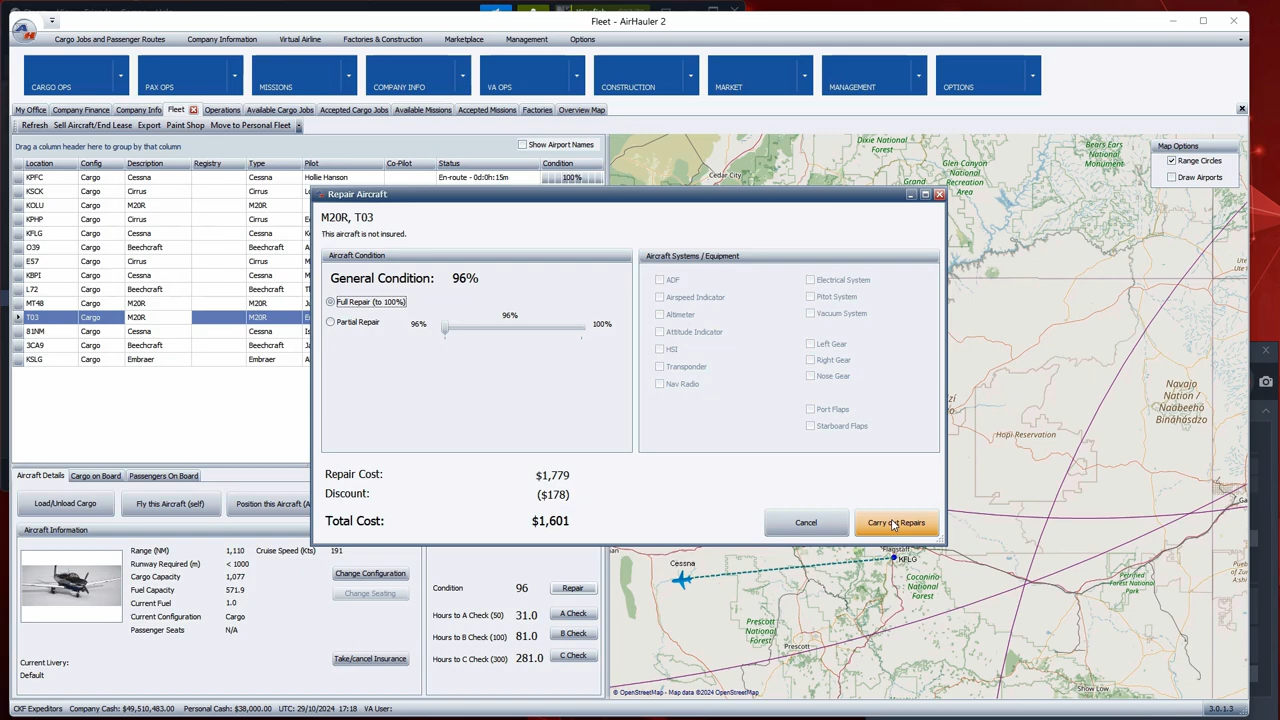 Fleet - AirHauler 2
Cargo Jobs and Passenger Routes Company Information Virtual Airline Factories & Construction Marketplace Management Options
CARGO OPS PAX OPS MISSIONS COMPANY INFO VA OPS CONSTRUCTION MARKET MANAGEMENT OPTIONS
My Office Company Finance Company Info Fleet Operations Available Cargo Jobs Accepted Cargo Jobs Available Missions Accepted Missions Factories Overview Map
Refresh Sell Aircraft/End Lease Export Paint Shop Move to Personal Fleet
Drag a column header here to group by that column
Show Airport Names
Location Config Description Registry Type Pilot Co-Pilot Status Condition
KPFC Cargo Cessna Cessna Hollie Hanson En-route - 0d:0h:15m 100%
KSCK Cargo Cirrus Cirrus
KOLU Cargo M20R M20R
KPHP Cargo Cirrus Cirrus
KFLG Cargo Cessna Cessna
O39 Cargo Beechcraft Beechcraft
E57 Cargo Beechcraft Beechcraft
KBPI Cargo Cessna Cessna
L72 Cargo Beechcraft Beechcraft
MT48 Cargo M20R M20R
T03 Cargo M20R M20R
81NM Cargo Cessna Cessna
3CA9 Cargo Beechcraft Beechcraft
KSLG Cargo Embraer Embraer
Repair Aircraft
M20R, T03
This aircraft is not insured.
Aircraft Condition
General Condition: 96%
Full Repair (to 100%)
Partial Repair 96% 96% 100%
Aircraft Systems / Equipment
ADF Electrical System
Airspeed Indicator Pitot System
Altimeter Vacuum System
Attitude Indicator
HSI Left Gear
Transponder Right Gear
Nav Radio Nose Gear
Port Flaps
Starboard Flaps
Repair Cost: $1,779
Discount: ($178)
Total Cost: $1,601
Cancel Carry out Repairs
Aircraft Details Cargo on Board Passengers On Board
Load/Unload Cargo Fly this Aircraft (self) Position this Aircraft (A
Aircraft Information
Range (NM) 1,110 Cruise Speed (Kts) 191
Runway Required (m) < 1000
Cargo Capacity 1,077
Fuel Capacity 571.9
Current Fuel 1.0
Current Configuration Cargo
Passenger Seats N/A
Change Configuration
Change Seating
Take/cancel Insurance
Current Livery:
Default
Condition 96 Repair
Hours to A Check (50) 31.0 A Check
Hours to B Check (100) 81.0 B Check
Hours to C Check (300) 281.0 C Check
Map Options
Range Circles
Draw Airports
Dixie National Forest
Cedar City
Glen Canyon National Recreation Area
Bears Ears National Monument
Navajo Nation / Naabeehó Bináhásdzo
Hopi Reservation
Cessna
Flagstaff
KFLG
Coconino National Forest
Prescott National Forest
Prescott
Petrified Forest National Park
Show Low
© OpenStreetMap - Map data ©2024 OpenStreetMap
CKF Expeditors Company Cash: $49,510,483.00 Personal Cash: $38,000.00 UTC: 29/10/2024 17:18 VA User: 3.0.1.3